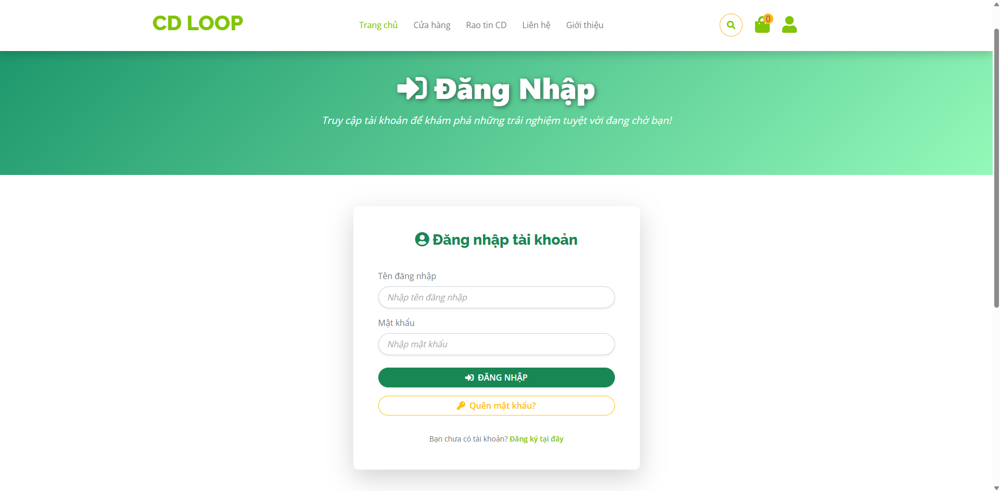 CD LOOP
Trang chủ Cửa hàng Rao tin CD Liên hệ Giới thiệu
0
Đăng Nhập
Truy cập tài khoản để khám phá những trải nghiệm tuyệt vời đang chờ bạn!
Đăng nhập tài khoản
Tên đăng nhập
Nhập tên đăng nhập
Mật khẩu
Nhập mật khẩu
ĐĂNG NHẬP
Quên mật khẩu?
Bạn chưa có tài khoản? Đăng ký tại đây